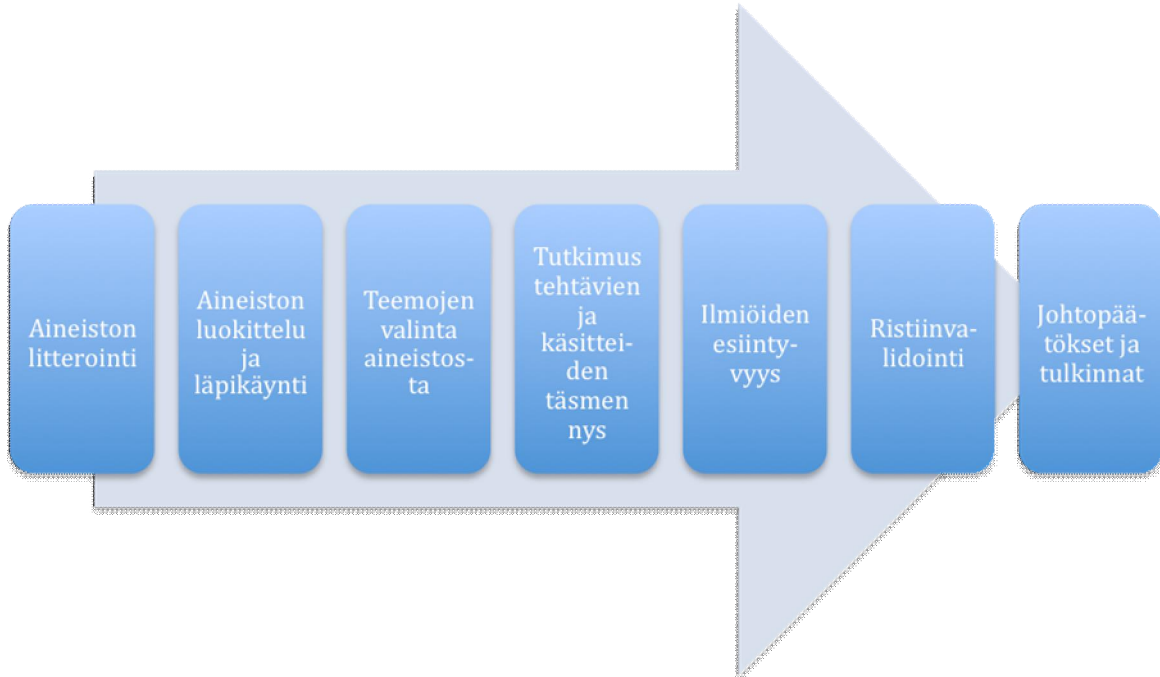 Aineiston
litterointi
Aineiston
luokittelu
ja
läpikäynti
Teemojen
valinta
aineistos-
ta
Tutkimus
tehtävien
ja
käsittei-
den
täsmen
nys
Ilmiöiden
esiinty-
vyys
Ristiinva-
lidointi
Johtopää-
tökset ja
tulkinnat